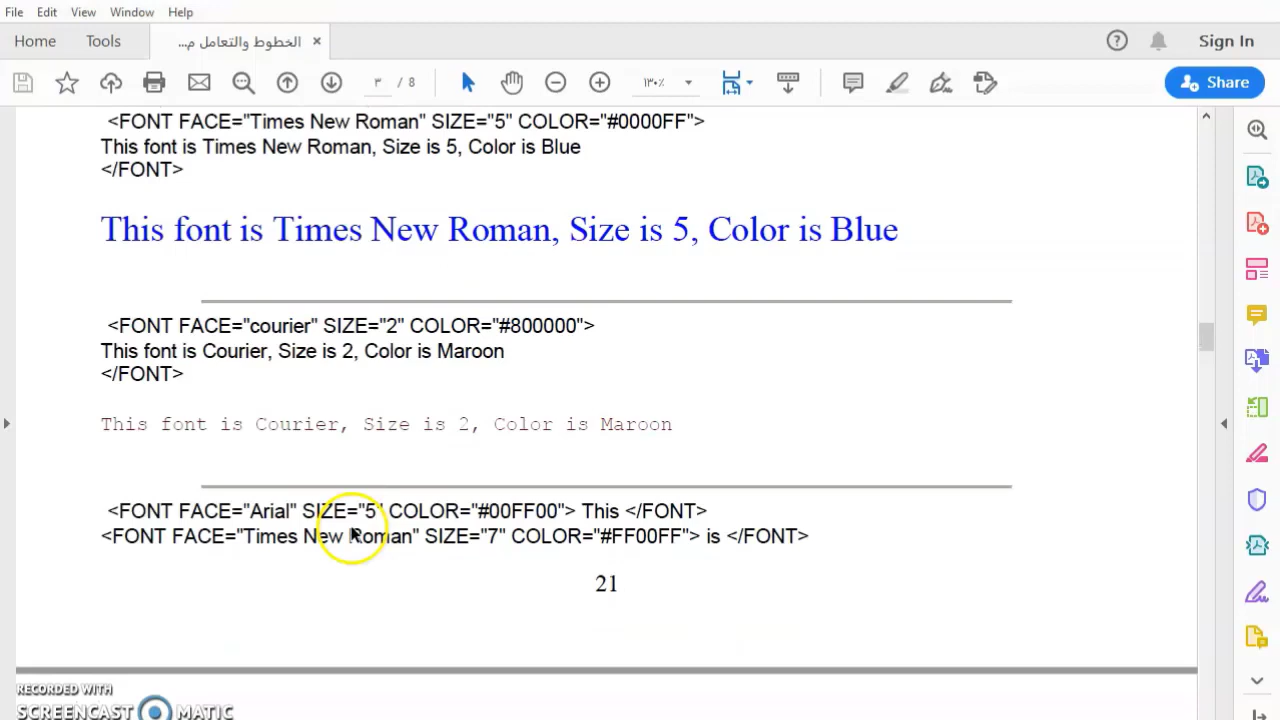 File Edit View Window Help
Home Tools الخطوط والتعامل م... ×
Sign In
٣ / 8 ١٣٠٪ Share
<FONT FACE="Times New Roman" SIZE="5" COLOR="#0000FF">
This font is Times New Roman, Size is 5, Color is Blue
</FONT>
This font is Times New Roman, Size is 5, Color is Blue
<FONT FACE="courier" SIZE="2" COLOR="#800000">
This font is Courier, Size is 2, Color is Maroon
</FONT>
This font is Courier, Size is 2, Color is Maroon
<FONT FACE="Arial" SIZE="5" COLOR="#00FF00"> This </FONT>
<FONT FACE="Times New Roman" SIZE="7" COLOR="#FF00FF"> is </FONT>
21
RECORDED WITH
SCREENCAST MATIC